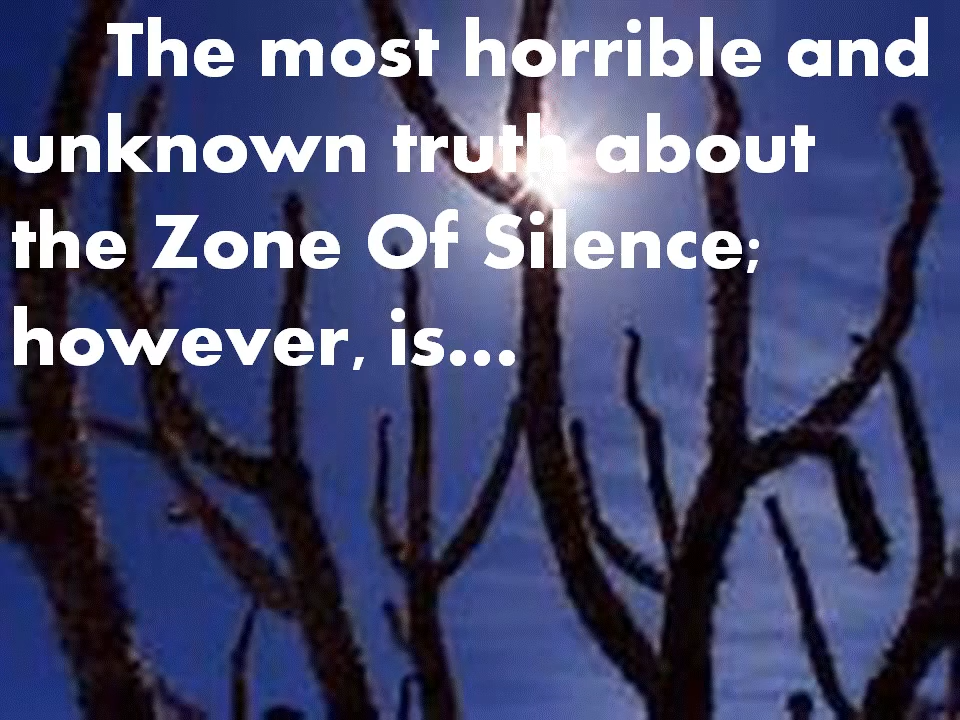 The most horrible and
unknown truth about
the Zone Of Silence;
however, is...